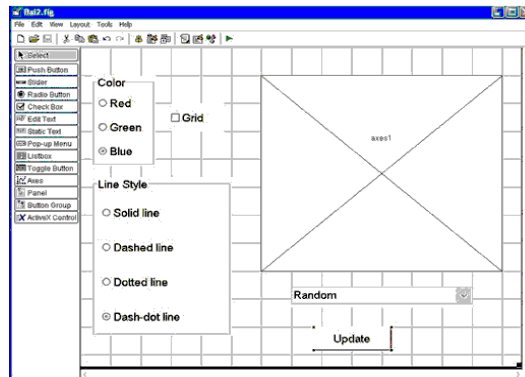 Bal2.fig
File Edit View Layout Tools Help
Select
Push Button
Slider
Radio Button
Check Box
Edit Text
Static Text
Pop-up Menu
Listbox
Toggle Button
Axes
Panel
Button Group
ActiveX Control
Color
Red
Green
Blue
Grid
Line Style
Solid line
Dashed line
Dotted line
Dash-dot line
axes1
Random
Update